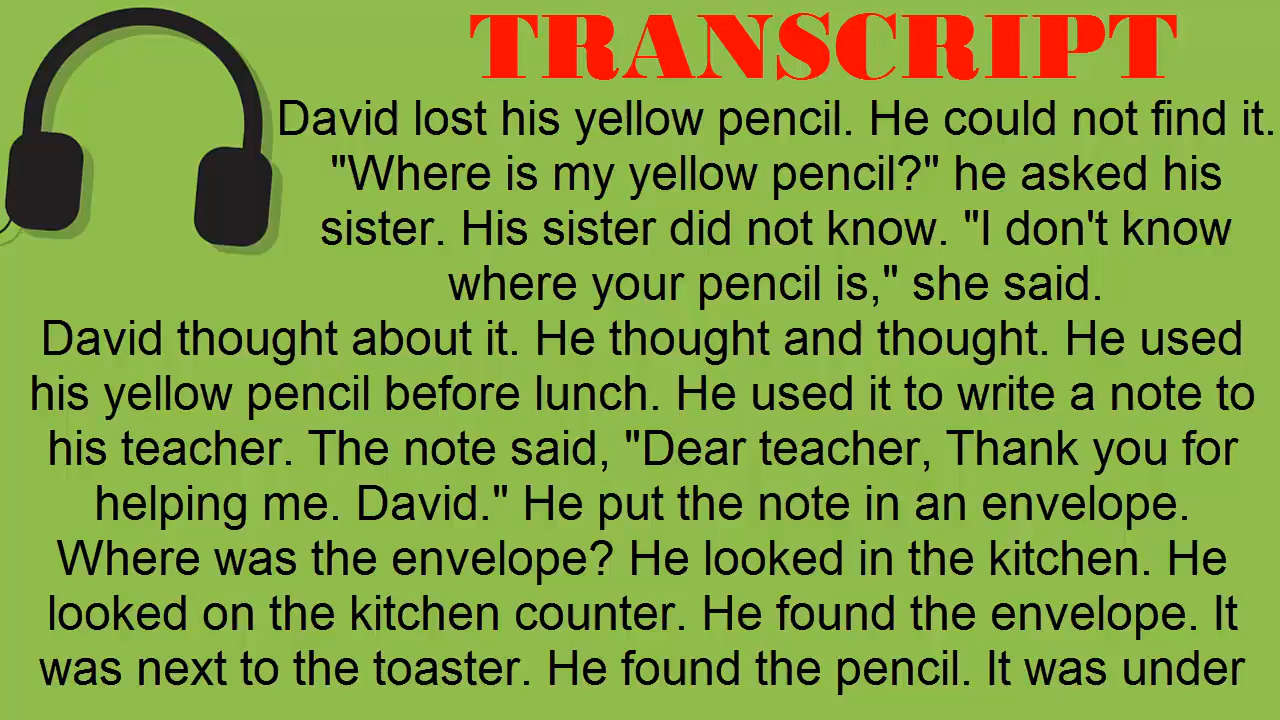 TRANSCRIPT
David lost his yellow pencil. He could not find it.
"Where is my yellow pencil?" he asked his
sister. His sister did not know. "I don't know
where your pencil is," she said.
David thought about it. He thought and thought. He used
his yellow pencil before lunch. He used it to write a note to
his teacher. The note said, "Dear teacher, Thank you for
helping me. David." He put the note in an envelope.
Where was the envelope? He looked in the kitchen. He
looked on the kitchen counter. He found the envelope. It
was next to the toaster. He found the pencil. It was under